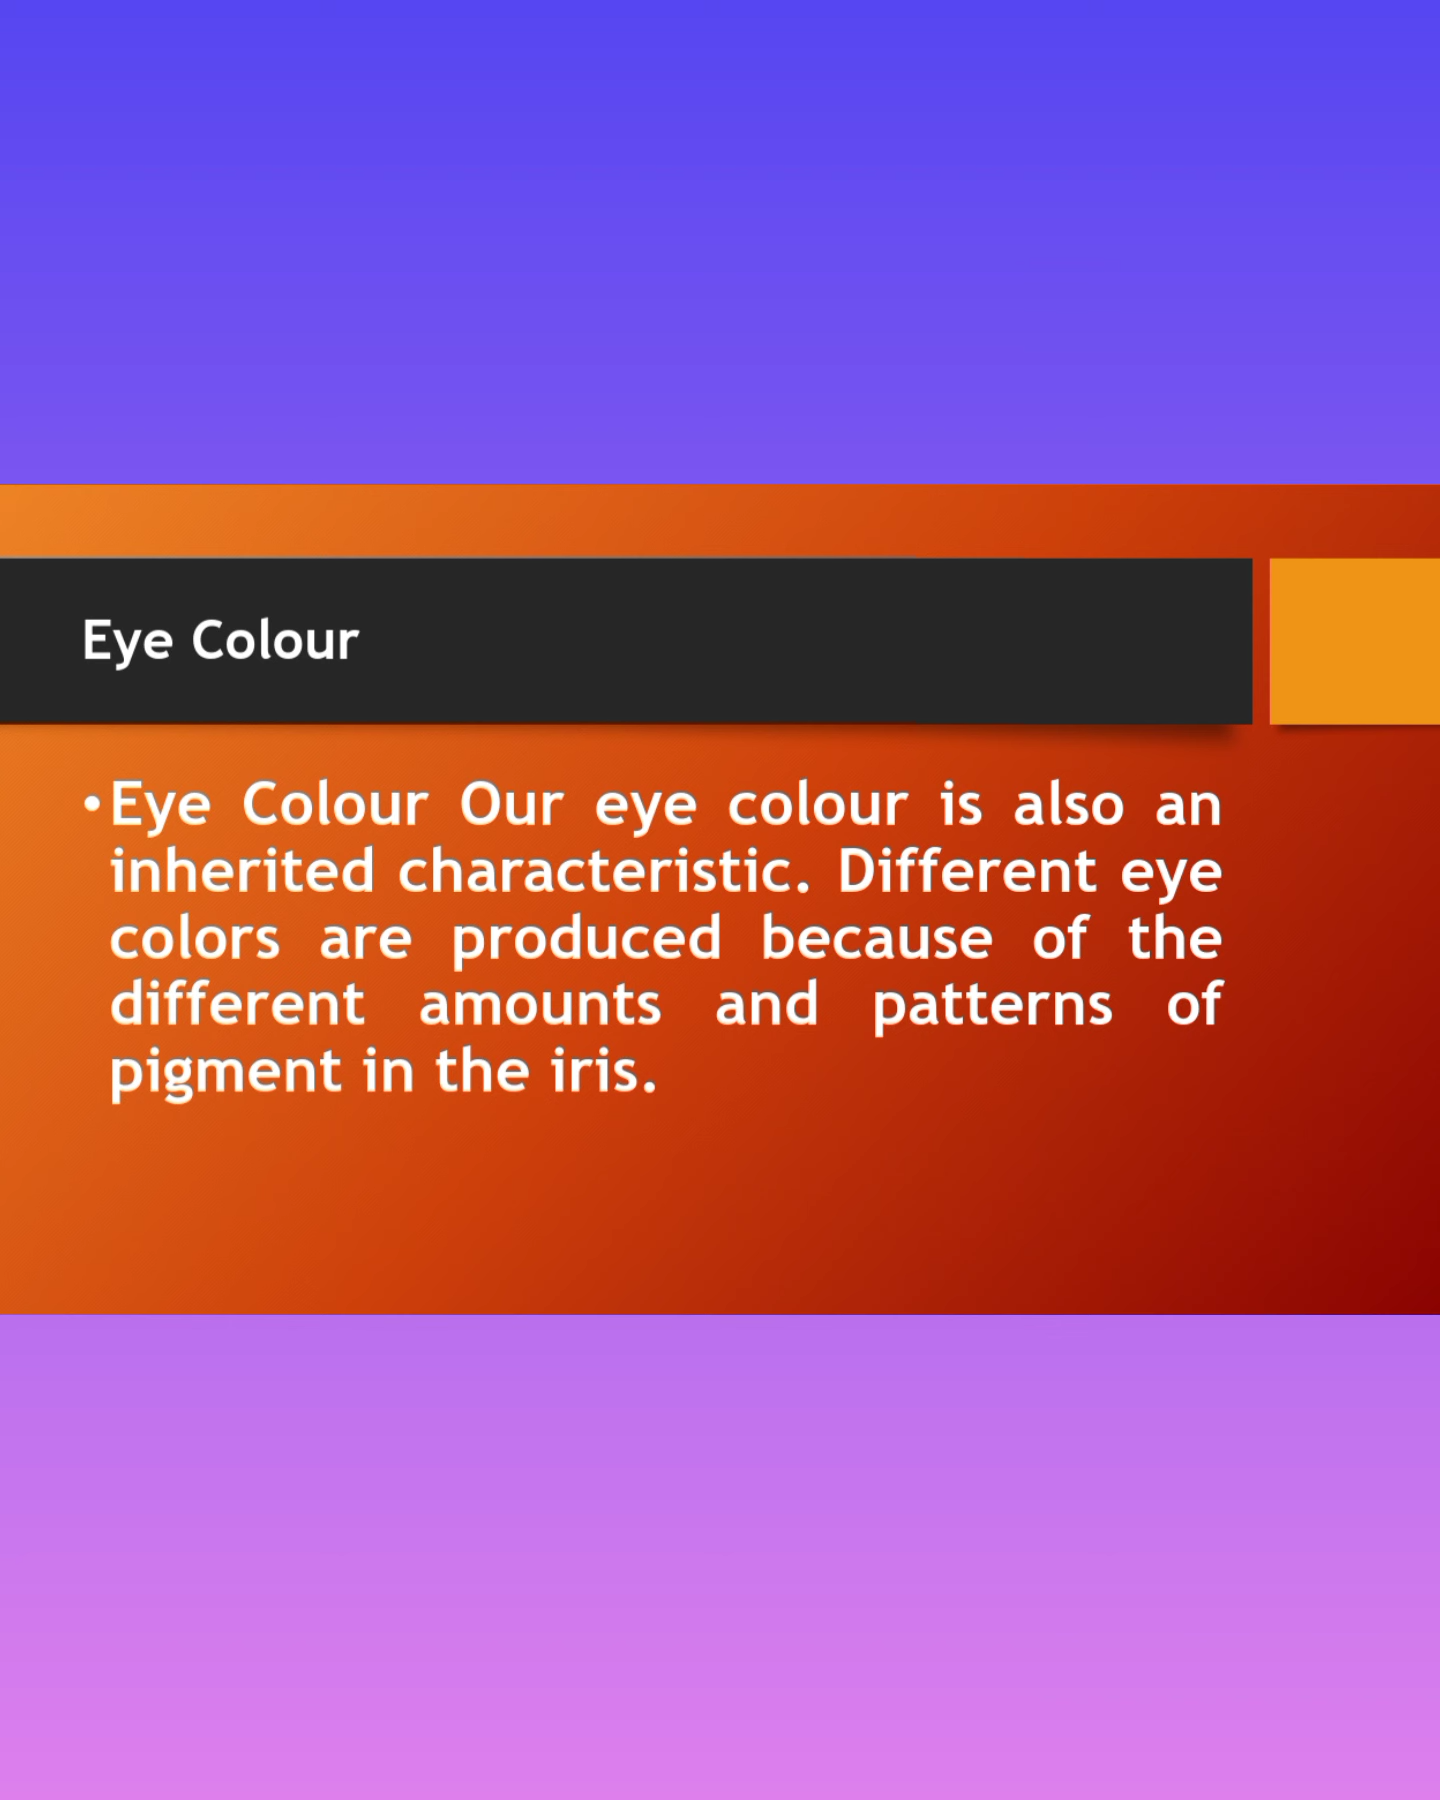 Eye Colour
•Eye Colour Our eye colour is also an
inherited characteristic. Different eye
colors are produced because of the
different amounts and patterns of
pigment in the iris.